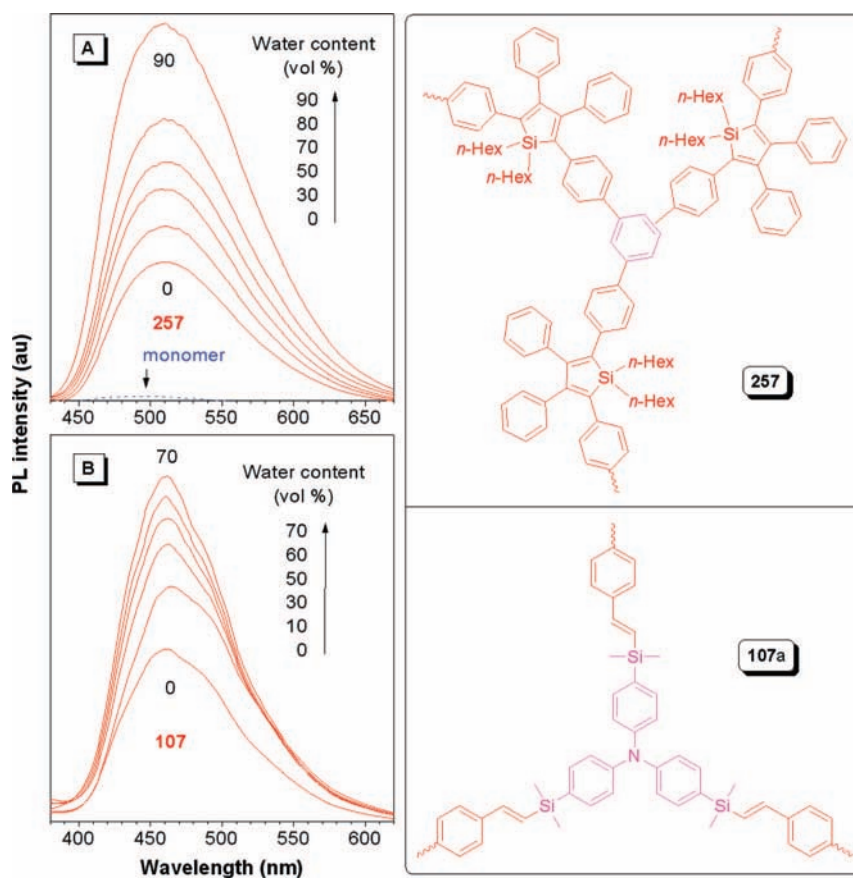 PL intensity (au)
A
90
Water content
(vol %)
90
80
70
50
30
0
0
257
monomer
450 500 550 600 650
B
70
Water content
(vol %)
70
60
50
30
10
0
0
107
400 450 500 550 600
Wavelength (nm)
n-Hex
Si
n-Hex
n-Hex
Si
n-Hex
n-Hex
Si
n-Hex
257
Si
107a
N
Si
Si